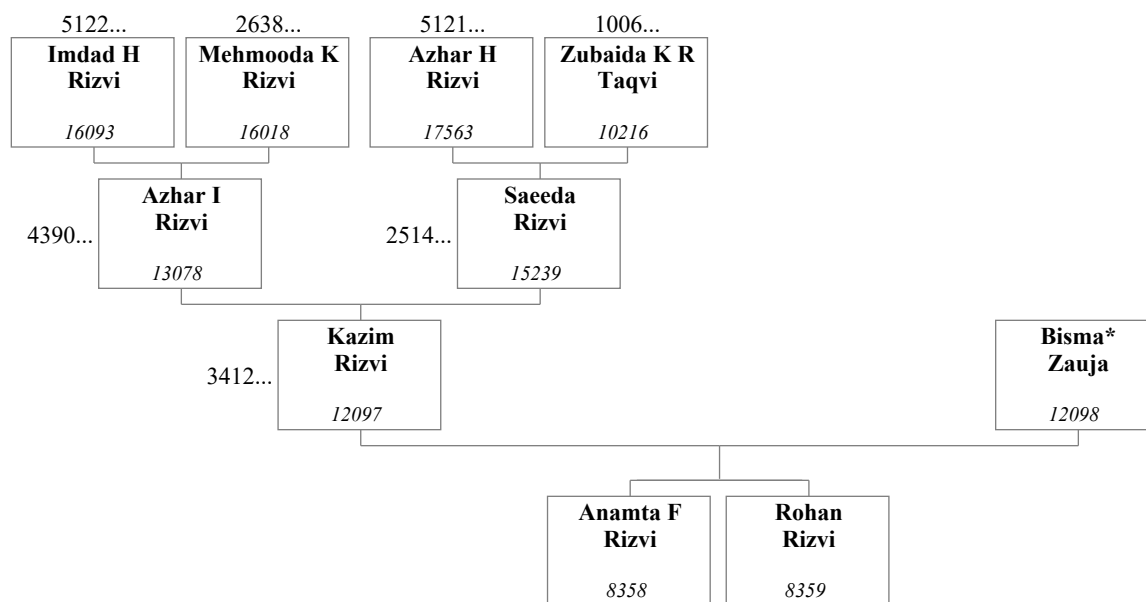 5122... 2638... 5121... 1006...
Imdad H Mehmooda K Azhar H Zubaida K R
Rizvi Rizvi Rizvi Taqvi
16093 16018 17563 10216
Azhar I Saeeda
Rizvi Rizvi
4390... 2514...
13078 15239
Kazim Bisma*
Rizvi Zauja
3412...
12097 12098
Anamta F Rohan
Rizvi Rizvi
8358 8359